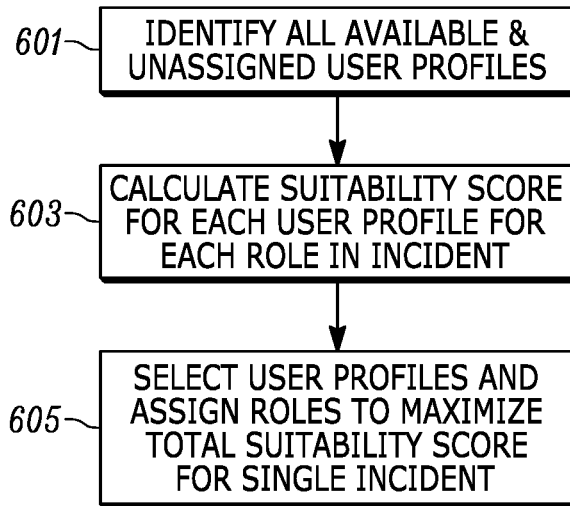 601
IDENTIFY ALL AVAILABLE &
UNASSIGNED USER PROFILES
603
CALCULATE SUITABILITY SCORE
FOR EACH USER PROFILE FOR
EACH ROLE IN INCIDENT
605
SELECT USER PROFILES AND
ASSIGN ROLES TO MAXIMIZE
TOTAL SUITABILITY SCORE
FOR SINGLE INCIDENT